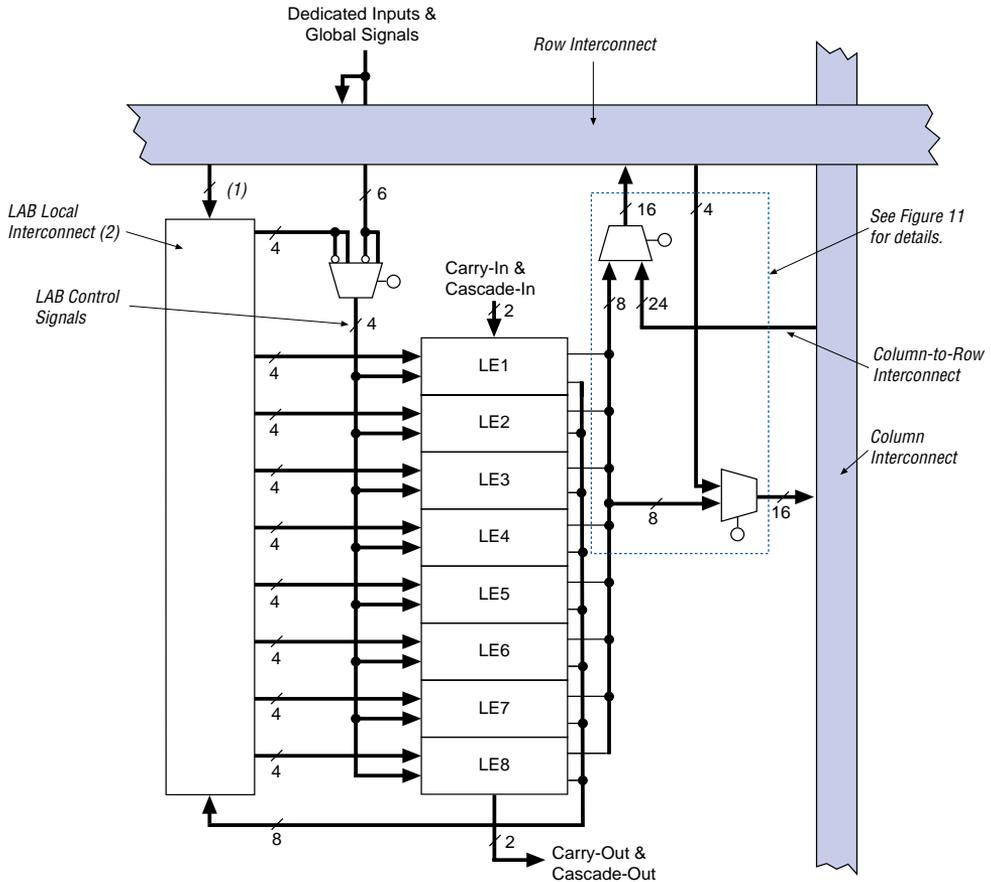 Dedicated Inputs &
Global Signals
Row Interconnect
(1)
6
16
4
LAB Local
Interconnect (2)
See Figure 11
for details.
4
Carry-In &
Cascade-In
LAB Control
Signals
4
2
8
24
Column-to-Row
Interconnect
LE1
4
LE2
4
Column
Interconnect
LE3
4
8
16
LE4
4
LE5
4
LE6
4
LE7
4
LE8
4
8
2
Carry-Out &
Cascade-Out